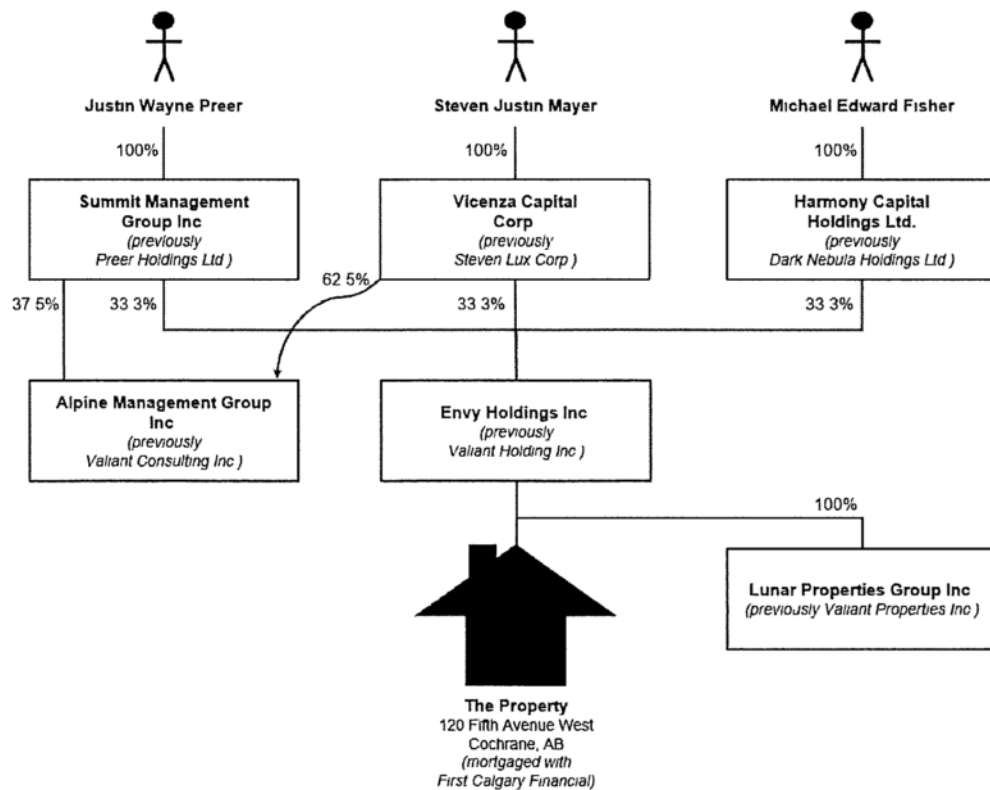 Justin Wayne Preer
Steven Justin Mayer
Michael Edward Fisher
100%
100%
100%
Summit Management
Group Inc
(previously
Preer Holdings Ltd )
Vicenza Capital
Corp
(previously
Steven Lux Corp )
Harmony Capital
Holdings Ltd.
(previously
Dark Nebula Holdings Ltd )
37 5%
33 3%
62 5%
33 3%
33 3%
Alpine Management Group
Inc
(previously
Valiant Consulting Inc )
Envy Holdings Inc
(previously
Valiant Holding Inc )
100%
Lunar Properties Group Inc
(previously Valiant Properties Inc )
The Property
120 Fifth Avenue West
Cochrane, AB
(mortgaged with
First Calgary Financial)